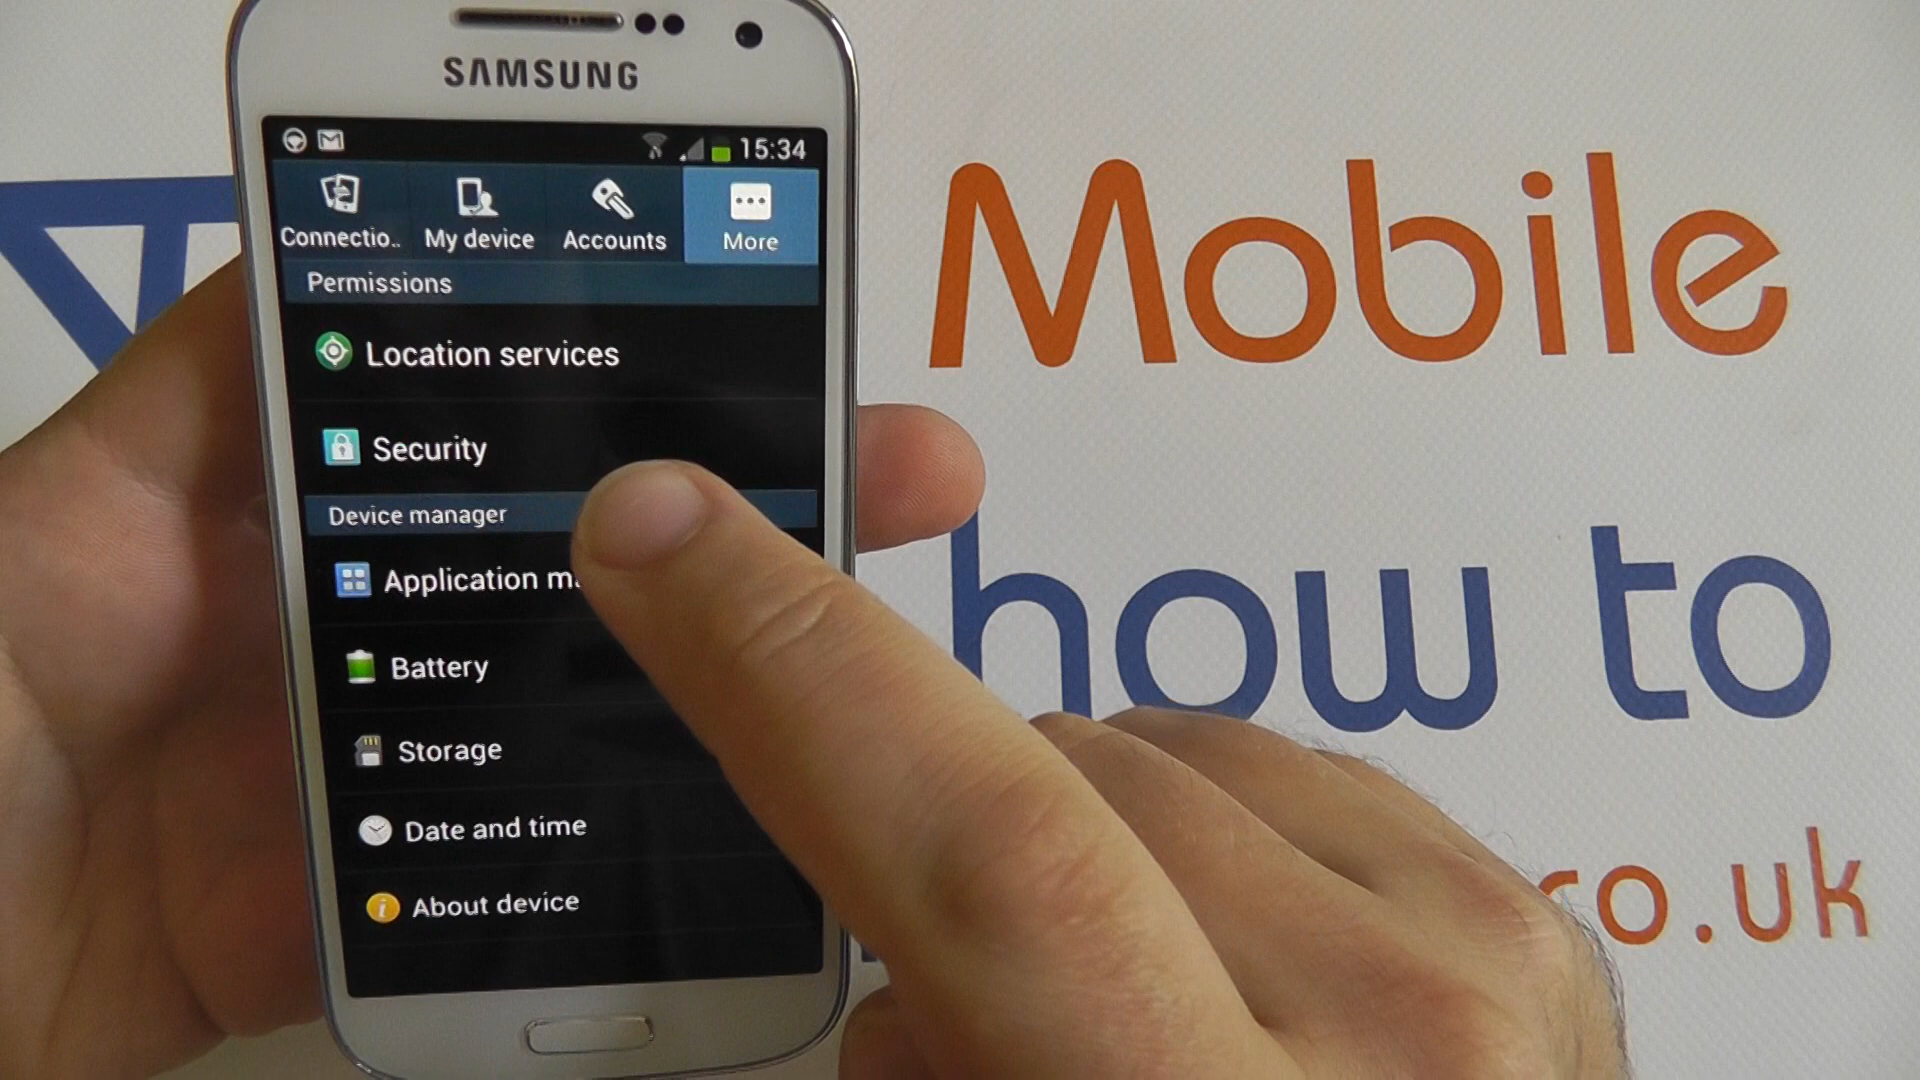 SAMSUNG
15:34
Connectio.. My device Accounts More
Permissions
Location services
Security
Device manager
Application
Battery
Storage
Date and time
About device
Mobile
how to
.uk